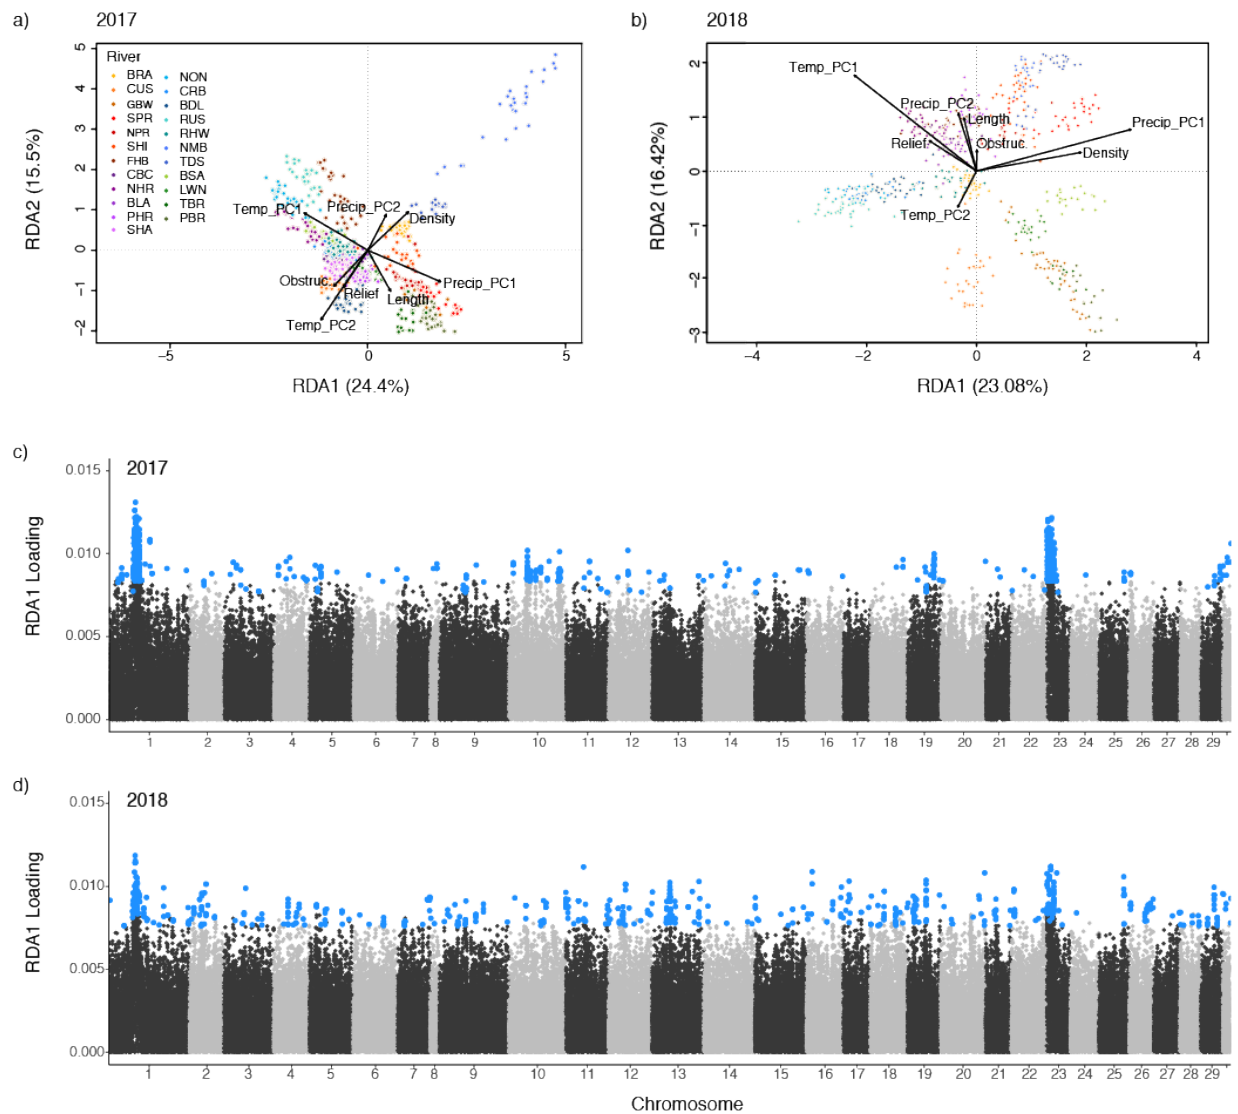 a) 2017
River
BRA NON
CUS CRB
GBW BDL
SPR RUS
NPR RHW
SHI NMB
FHB TDS
CBC BSA
NHR LWN
BLA TBR
PHR PBR
SHA
Temp_PC1
Precip_PC2
Density
Obstruc
Relief
Length
Precip_PC1
Temp_PC2
5
4
3
2
1
0
−1
−2
−5 0 5
RDA2 (15.5%)
RDA1 (24.4%)
b) 2018
Temp_PC1
Precip_PC2
Length
Precip_PC1
Relief
Obstruc
Density
Temp_PC2
2
1
0
−1
−2
−3
−4 −2 0 2 4
RDA2 (16.42%)
RDA1 (23.08%)
c) 2017
0.015
0.010
0.005
0.000
RDA1 Loading
1 2 3 4 5 6 7 8 9 10 11 12 13 14 15 16 17 18 19 20 21 22 23 24 25 26 27 28 29
d) 2018
0.015
0.010
0.005
0.000
RDA1 Loading
1 2 3 4 5 6 7 8 9 10 11 12 13 14 15 16 17 18 19 20 21 22 23 24 25 26 27 28 29
Chromosome